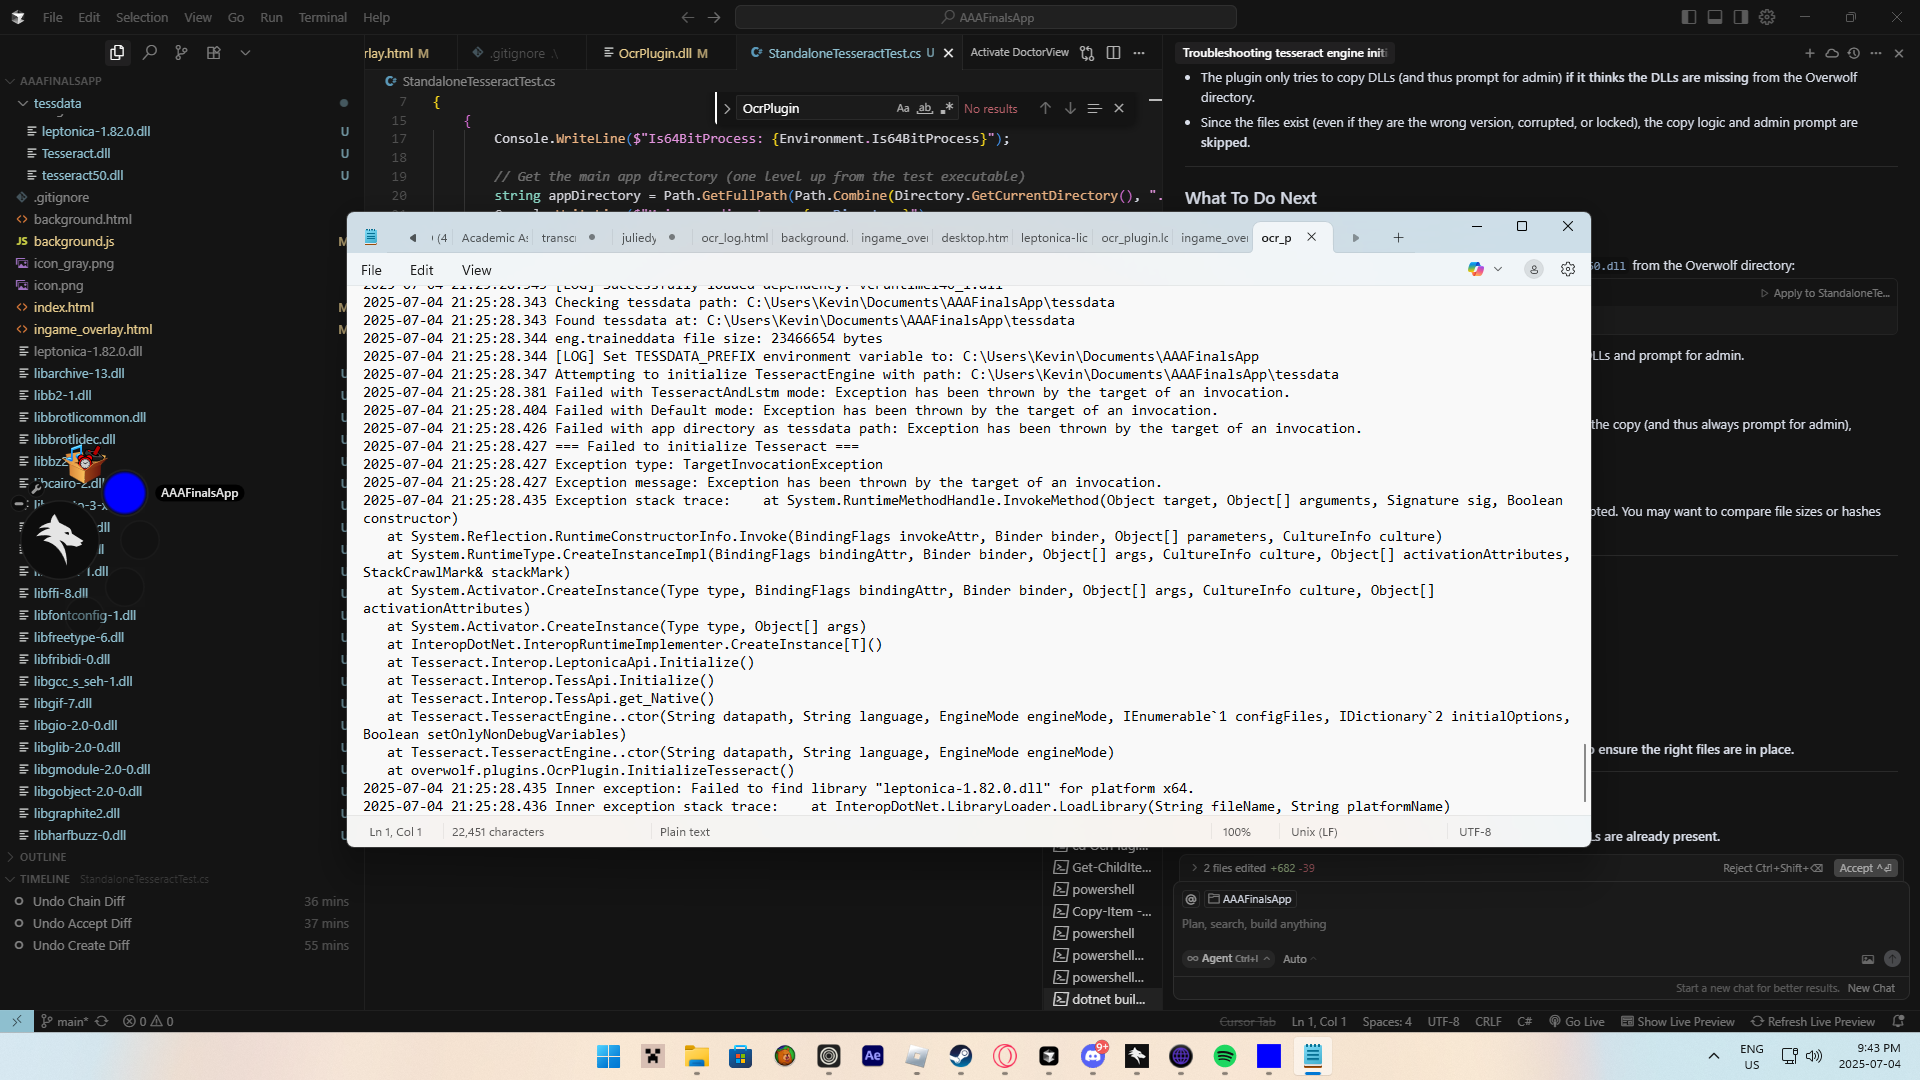 File Edit Selection View Go Run Terminal Help
AAAFinalsApp
rlay.html M
.gitignore
OcrPlugin.dll M
StandaloneTesseractTest.cs U
Activate DoctorView
Troubleshooting tesseract engine initi
AAAFINALSAPP
tessdata
leptonica-1.82.0.dll U
Tesseract.dll U
tesseract50.dll U
.gitignore
background.html
background.js M
icon_gray.png
icon.png
index.html M
ingame_overlay.html M
leptonica-1.82.0.dll
libarchive-13.dll U
libb2-1.dll U
libbrotlicommon.dll U
libbrotlidec.dll U
AAAFinalsApp
libffi-8.dll U
libfontconfig-1.dll U
libfreetype-6.dll U
libfribidi-0.dll U
libgcc_s_seh-1.dll U
libgif-7.dll U
libgio-2.0-0.dll U
libglib-2.0-0.dll U
libgmodule-2.0-0.dll U
libgobject-2.0-0.dll U
libgraphite2.dll U
libharfbuzz-0.dll U
OUTLINE
TIMELINE StandaloneTesseractTest.cs
Undo Chain Diff 36 mins
Undo Accept Diff 37 mins
Undo Create Diff 55 mins
StandaloneTesseractTest.cs
OcrPlugin
Aa ab .*
No results
7 {
15 {
17 Console.WriteLine($"Is64BitProcess: {Environment.Is64BitProcess}");
18
19 // Get the main app directory (one level up from the test executable)
20 string appDirectory = Path.GetFullPath(Path.Combine(Directory.GetCurrentDirectory(), ".
The plugin only tries to copy DLLs (and thus prompt for admin) if it thinks the DLLs are missing from the Overwolf
directory.
Since the files exist (even if they are the wrong version, corrupted, or locked), the copy logic and admin prompt are
skipped.
What To Do Next
50.dll from the Overwolf directory:
Apply to StandaloneTe...
LLs and prompt for admin.
the copy (and thus always prompt for admin),
pted. You may want to compare file sizes or hashes
o ensure the right files are in place.
Ls are already present.
(4 Academic As transcr juliedy ocr_log.html background. ingame_over desktop.htm leptonica-lic ocr_plugin.lo ingame_over ocr_p
File Edit View
2025-07-04 21:25:28.343 [LOG] Successfully loaded dependency: vcruntime140_1.dll
2025-07-04 21:25:28.343 Checking tessdata path: C:\Users\Kevin\Documents\AAAFinalsApp\tessdata
2025-07-04 21:25:28.343 Found tessdata at: C:\Users\Kevin\Documents\AAAFinalsApp\tessdata
2025-07-04 21:25:28.344 eng.traineddata file size: 23466654 bytes
2025-07-04 21:25:28.344 [LOG] Set TESSDATA_PREFIX environment variable to: C:\Users\Kevin\Documents\AAAFinalsApp
2025-07-04 21:25:28.347 Attempting to initialize TesseractEngine with path: C:\Users\Kevin\Documents\AAAFinalsApp\tessdata
2025-07-04 21:25:28.381 Failed with TesseractAndLstm mode: Exception has been thrown by the target of an invocation.
2025-07-04 21:25:28.404 Failed with Default mode: Exception has been thrown by the target of an invocation.
2025-07-04 21:25:28.426 Failed with app directory as tessdata path: Exception has been thrown by the target of an invocation.
2025-07-04 21:25:28.427 === Failed to initialize Tesseract ===
2025-07-04 21:25:28.427 Exception type: TargetInvocationException
2025-07-04 21:25:28.427 Exception message: Exception has been thrown by the target of an invocation.
2025-07-04 21:25:28.435 Exception stack trace:    at System.RuntimeMethodHandle.InvokeMethod(Object target, Object[] arguments, Signature sig, Boolean
constructor)
at System.Reflection.RuntimeConstructorInfo.Invoke(BindingFlags invokeAttr, Binder binder, Object[] parameters, CultureInfo culture)
at System.RuntimeType.CreateInstanceImpl(BindingFlags bindingAttr, Binder binder, Object[] args, CultureInfo culture, Object[] activationAttributes,
StackCrawlMark& stackMark)
at System.Activator.CreateInstance(Type type, BindingFlags bindingAttr, Binder binder, Object[] args, CultureInfo culture, Object[]
activationAttributes)
at System.Activator.CreateInstance(Type type, Object[] args)
at InteropDotNet.InteropRuntimeImplementer.CreateInstance[T]()
at Tesseract.Interop.LeptonicaApi.Initialize()
at Tesseract.Interop.TessApi.Initialize()
at Tesseract.Interop.TessApi.get_Native()
at Tesseract.TesseractEngine..ctor(String datapath, String language, EngineMode engineMode, IEnumerable`1 configFiles, IDictionary`2 initialOptions,
Boolean setOnlyNonDebugVariables)
at Tesseract.TesseractEngine..ctor(String datapath, String language, EngineMode engineMode)
at overwolf.plugins.OcrPlugin.InitializeTesseract()
2025-07-04 21:25:28.435 Inner exception: Failed to find library "leptonica-1.82.0.dll" for platform x64.
2025-07-04 21:25:28.436 Inner exception stack trace:    at InteropDotNet.LibraryLoader.LoadLibrary(String fileName, String platformName)
Ln 1, Col 1 22,451 characters Plain text 100% Unix (LF) UTF-8
Get-ChildIte...
powershell
Copy-Item -...
powershell
powershell...
powershell...
dotnet buil...
2 files edited +682 -39
Reject Ctrl+Shift+⌫ Accept ^⏎
@ AAAFinalsApp
Plan, search, build anything
Agent Ctrl+I Auto
Start a new chat for better results. New Chat
main* 0 0
Cursor Tab Ln 1, Col 1 Spaces: 4 UTF-8 CRLF C# Go Live Show Live Preview Refresh Live Preview
Ae
9+
ENG
US
9:43 PM
2025-07-04